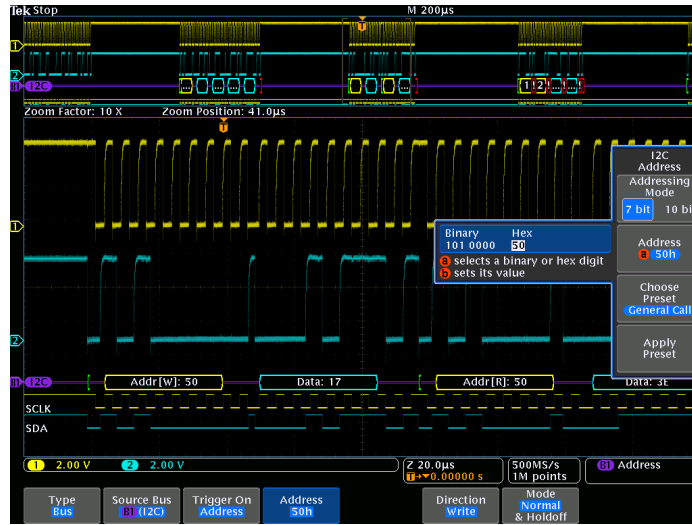 Tek Stop M 200µs
T
1
2
B1 I2C ... ... ... ... ... 1 2 ... ...
Zoom Factor: 10 X Zoom Position: 41.0µs
T
I2C
Address
Addressing
Mode
7 bit 10 bi
1
Binary Hex
101 0000 50
a selects a binary or hex digit
b sets its value
Address
a 50h
Choose
Preset
General Call
2
Apply
Preset
B1 I2C Addr[W]: 50 Data: 17 Addr[R]: 50 Data: 3E
SCLK
SDA
1 2.00 V 2 2.00 V Z 20.0µs 500MS/s B1 Address
T→▼0.00000 s 1M points
Type Source Bus Trigger On Address Direction Mode
Bus B1 (I2C) Address 50h Write Normal
& Holdoff